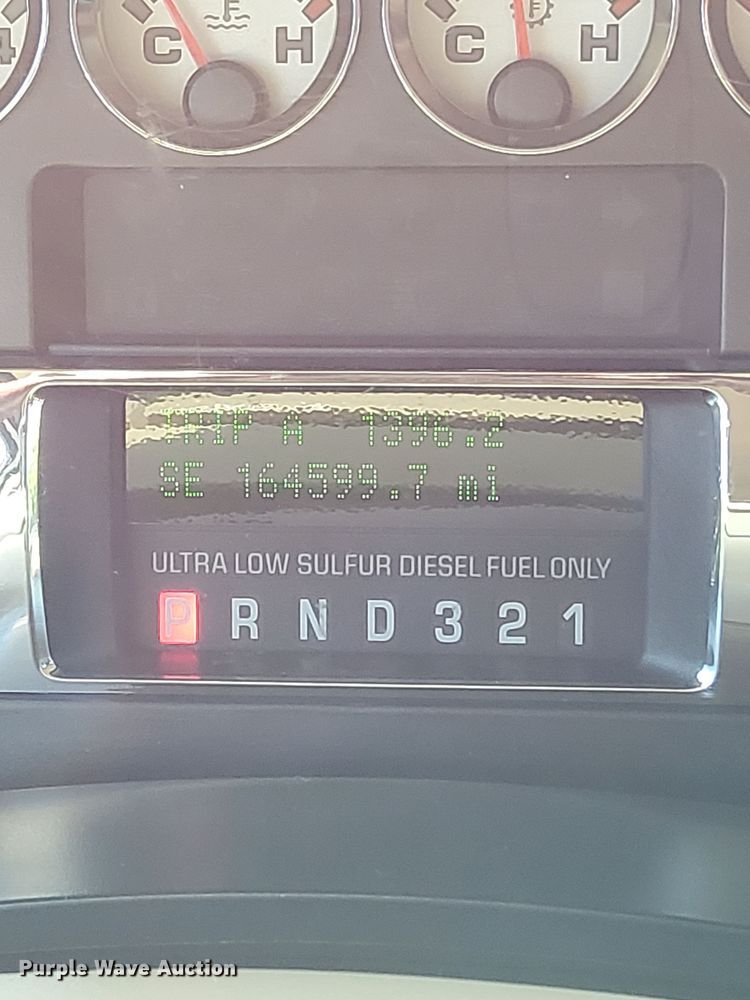 4 C F H C F H
TRIP A 1396.2
SE 164599.7 mi
ULTRA LOW SULFUR DIESEL FUEL ONLY
P R N D 3 2 1
Purple Wave Auction